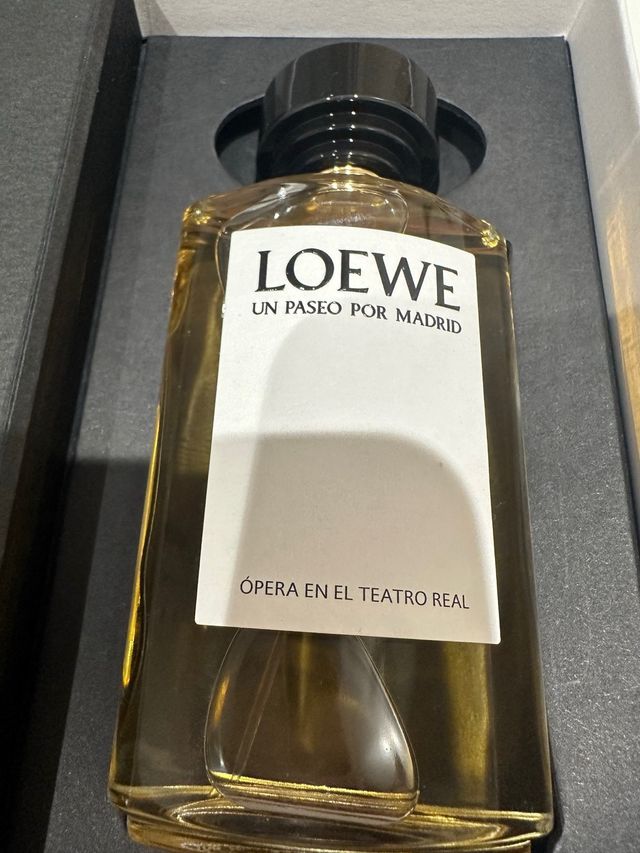 LOEWE
UN PASEO POR MADRID
ÓPERA EN EL TEATRO REAL